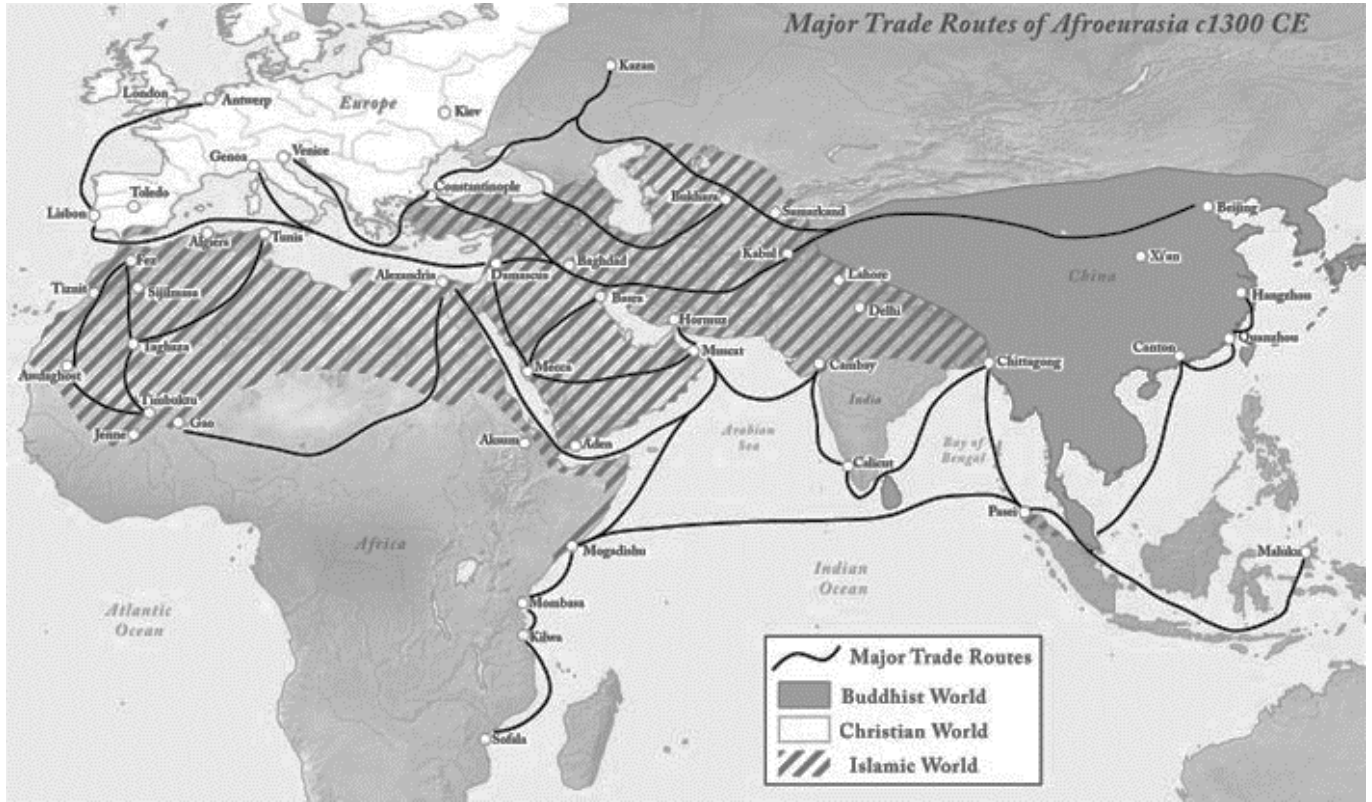 Major Trade Routes of Afroeurasia c1300 CE
Kazan
London
Antwerp
Europe
Kiev
Genoa
Venice
Toledo
Constantinople
Lisbon
Bukhara
Samarkand
Beijing
Algiers
Tunis
Fez
Kabul
Xi'an
China
Alexandria
Damascus
Baghdad
Lahore
Tiznit
Sijilmasa
Basra
Delhi
Hangzhou
Hormuz
Taghaza
Muscat
Quanzhou
Awdaghost
Mecca
Cambay
Chittagong
Canton
Timbuktu
India
Gao
Jenne
Aksum
Aden
Arabian
Sea
Bay of
Bengal
Calicut
Pasei
Africa
Mogadishu
Maluku
Indian
Ocean
Atlantic
Ocean
Mombasa
Kilwa
Sofala
Major Trade Routes
Buddhist World
Christian World
Islamic World